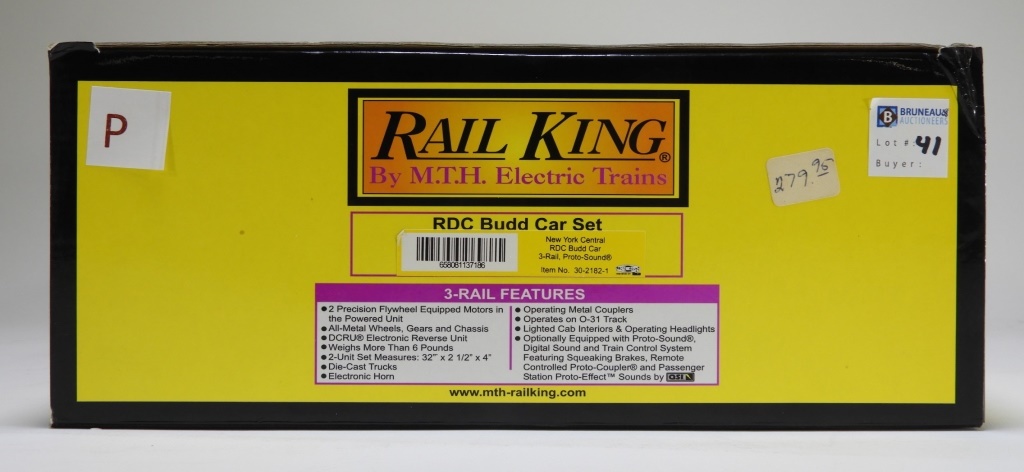 P
RAIL KING®
By M.T.H. Electric Trains
BRUNEAU &
AUCTIONEERS
Lot #: 41
Buyer:
279.95
RDC Budd Car Set
New York Central
RDC Budd Car
3-Rail, Proto-Sound®
658081137186
Item No. 30-2182-1
3-RAIL FEATURES
● 2 Precision Flywheel Equipped Motors in
the Powered Unit
● All-Metal Wheels, Gears and Chassis
● DCRU® Electronic Reverse Unit
● Weighs More Than 6 Pounds
● 2-Unit Set Measures: 32"" x 2 1/2" x 4"
● Die-Cast Trucks
● Electronic Horn
● Operating Metal Couplers
● Operates on O-31 Track
● Lighted Cab Interiors & Operating Headlights
● Optionally Equipped with Proto-Sound®,
Digital Sound and Train Control System
Featuring Squeaking Brakes, Remote
Controlled Proto-Coupler® and Passenger
Station Proto-Effect™ Sounds by
www.mth-railking.com